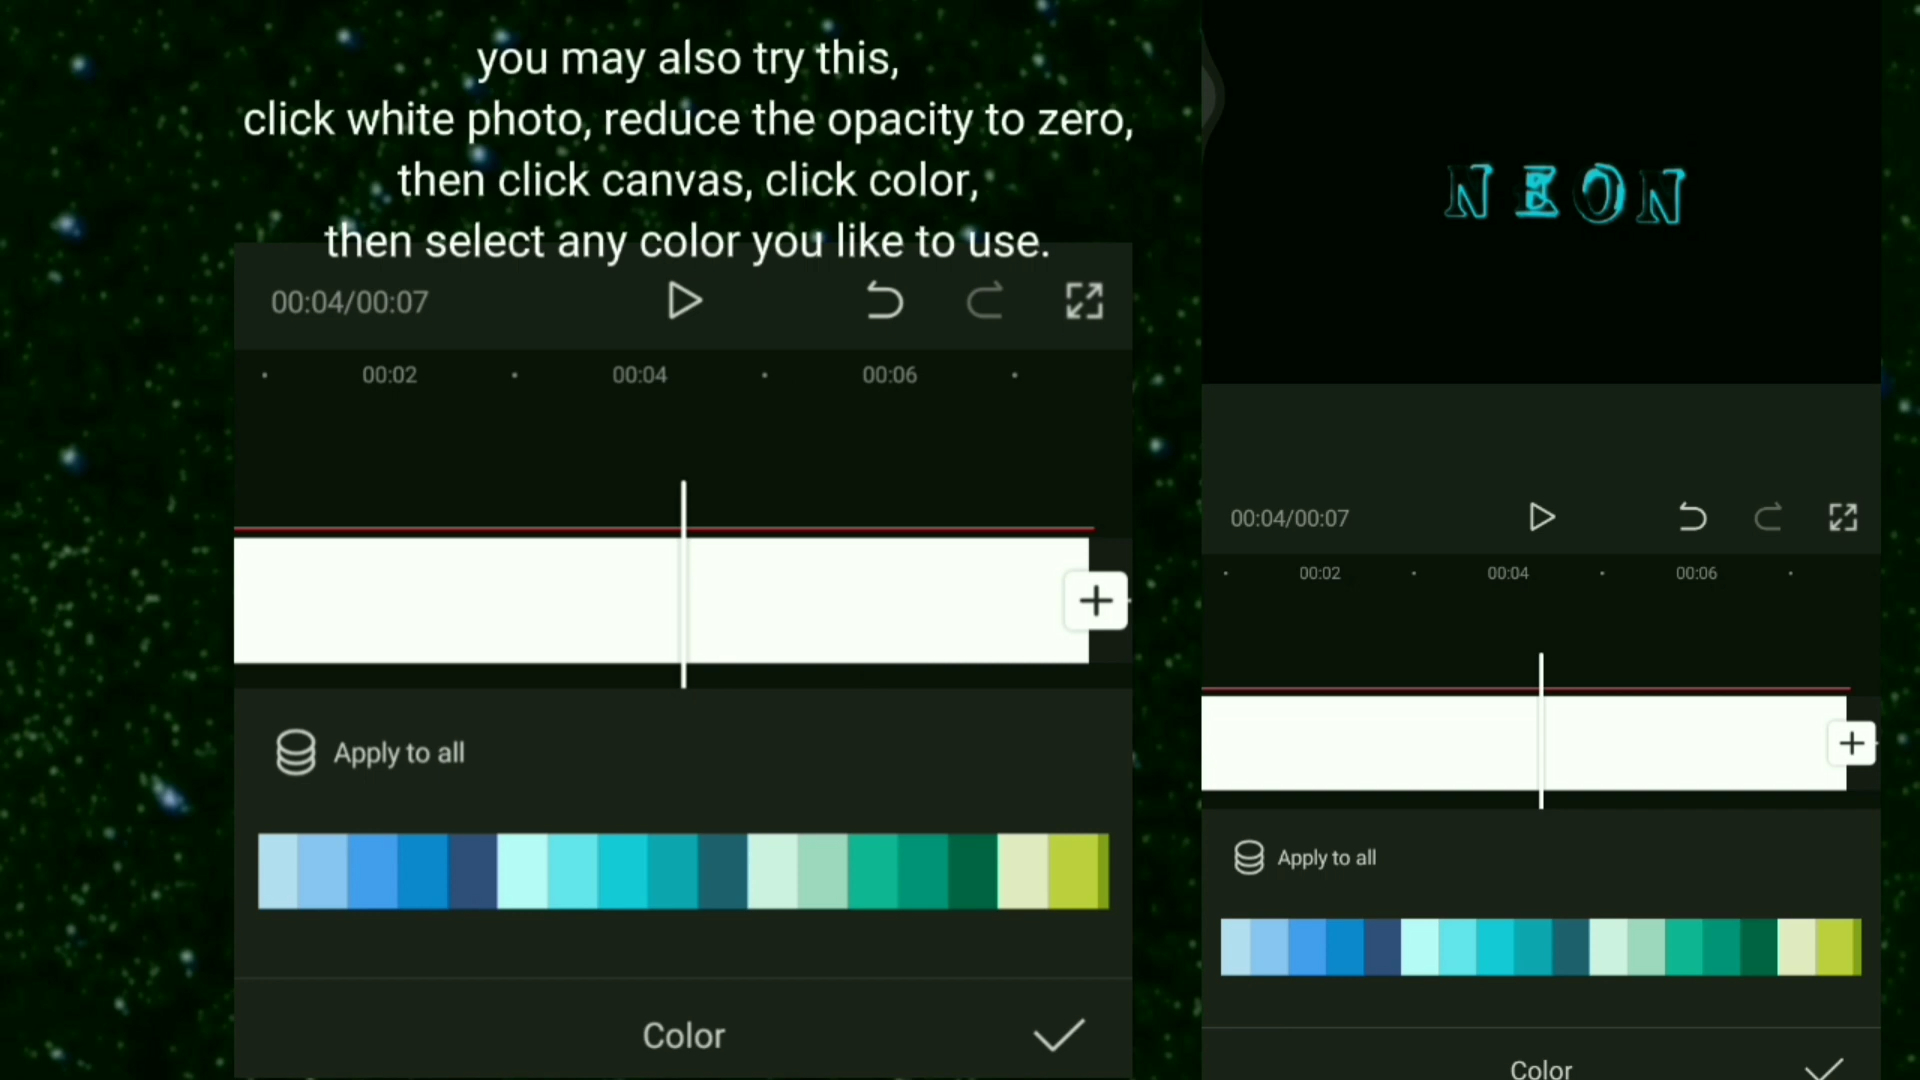 you may also try this,
click white photo, reduce the opacity to zero,
then click canvas, click color,
then select any color you like to use.
00:04/00:07
00:02
00:04
00:06
Apply to all
Color
NEON
00:04/00:07
00:02
00:04
00:06
Apply to all
Color